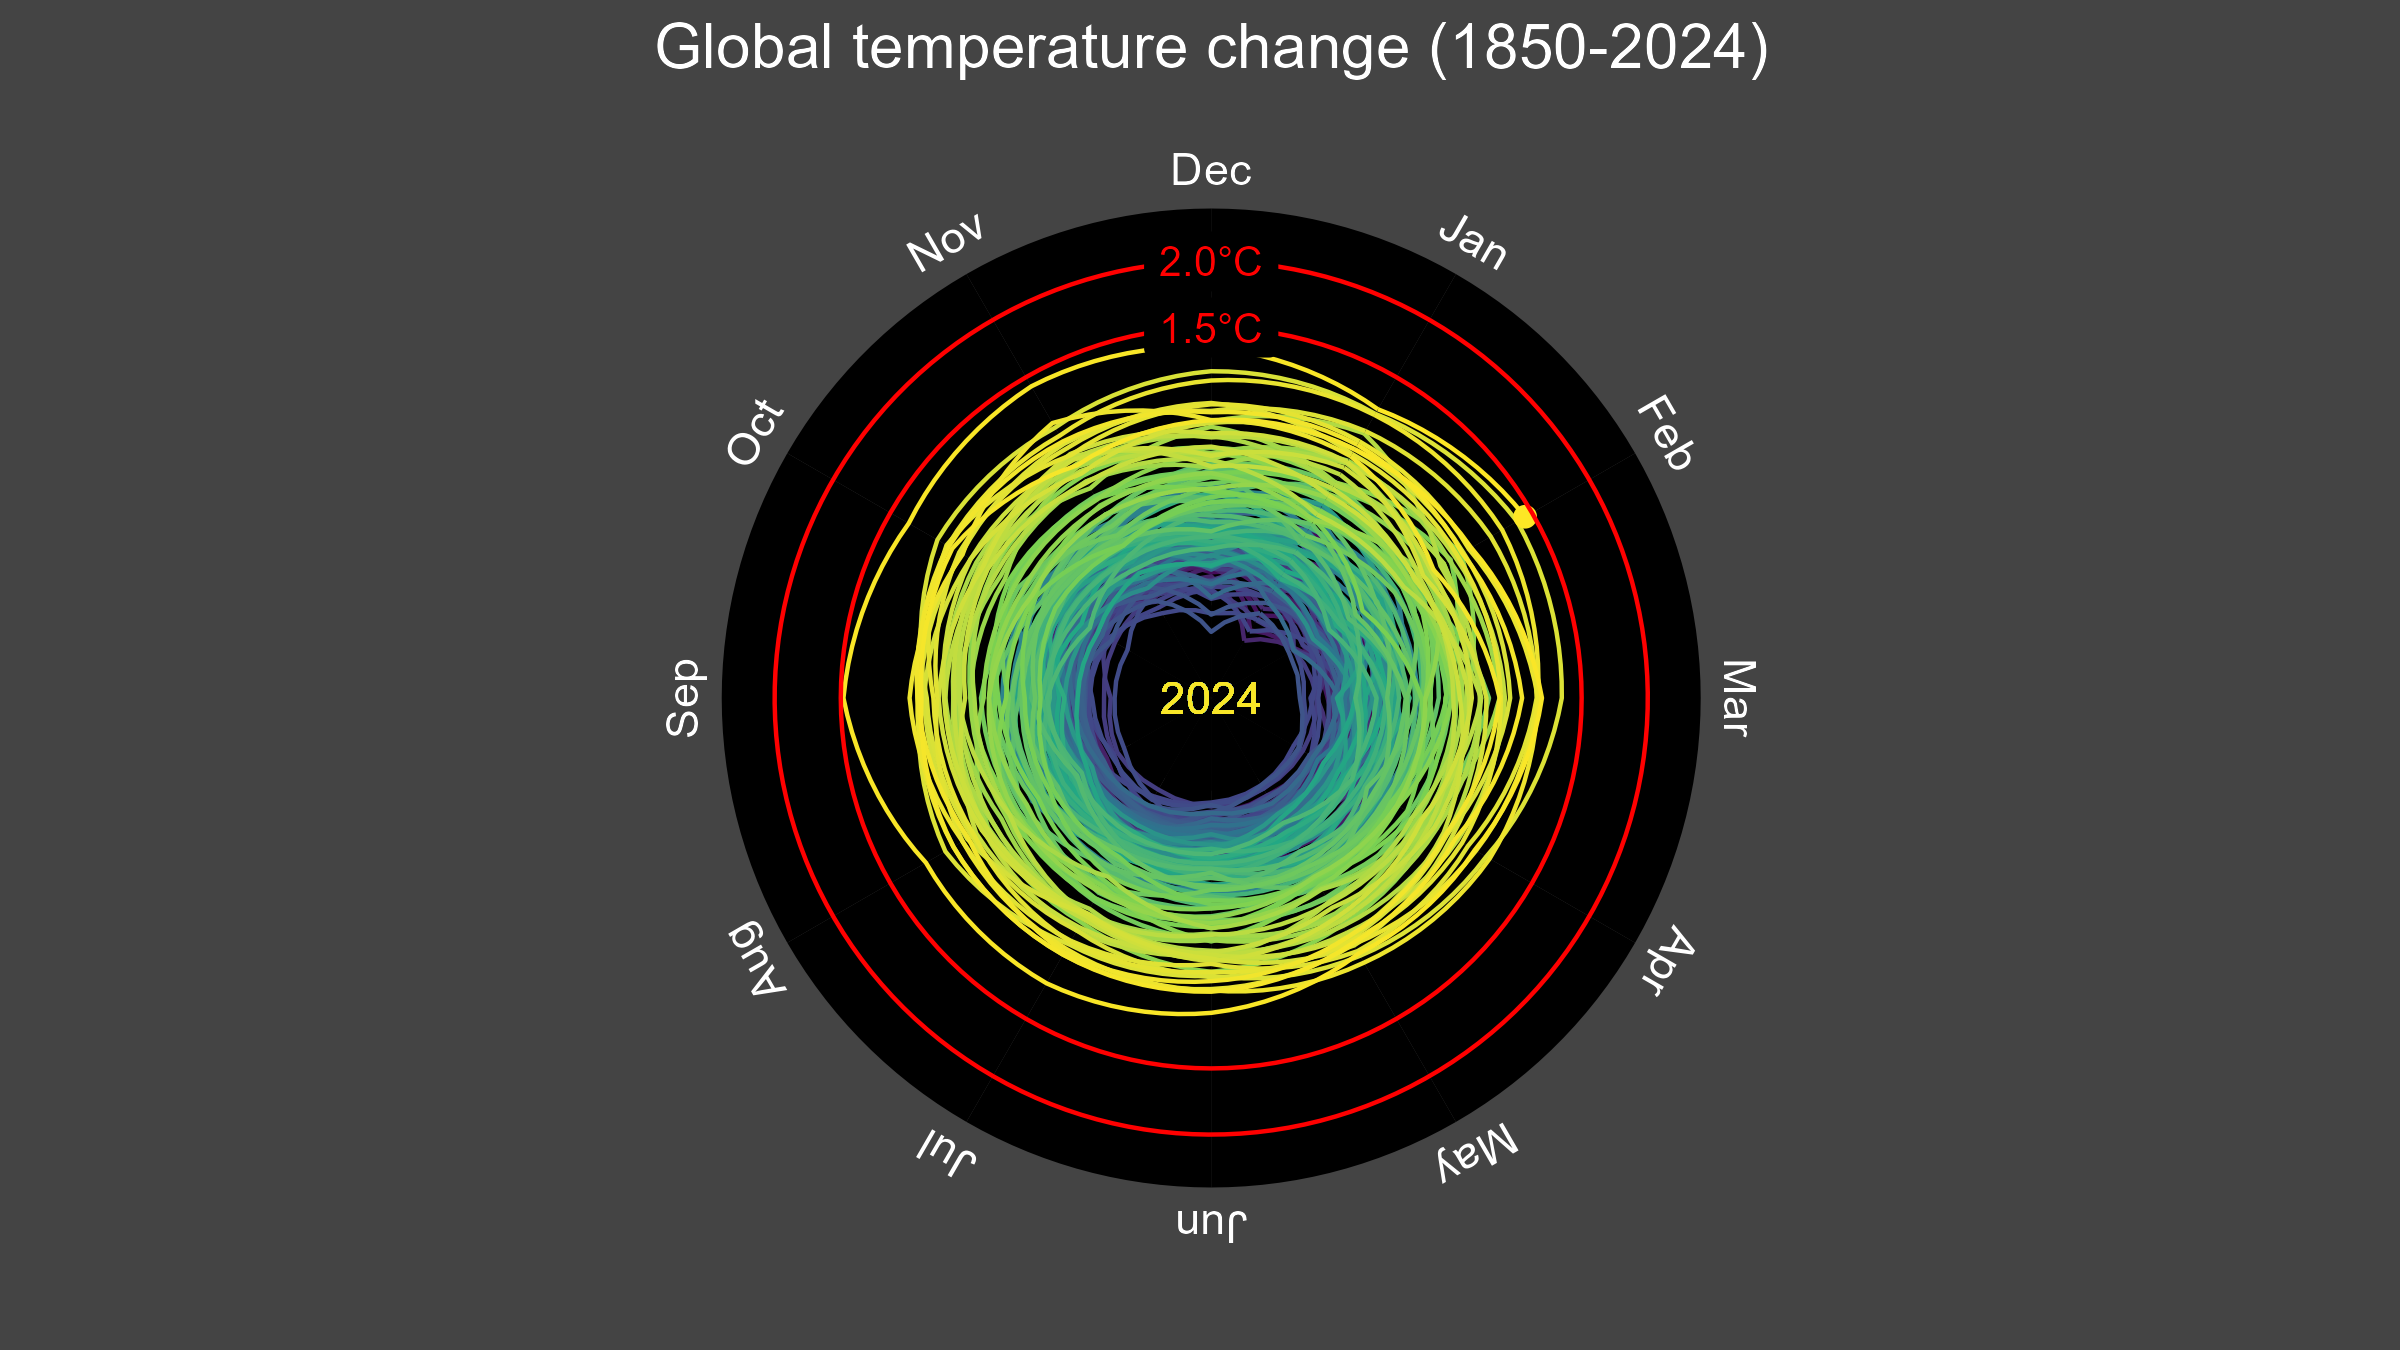 Global temperature change (1850-2024)
Dec
Jan
Feb
Mar
Apr
May
Jun
Jul
Aug
Sep
Oct
Nov
2.0°C
1.5°C
2024